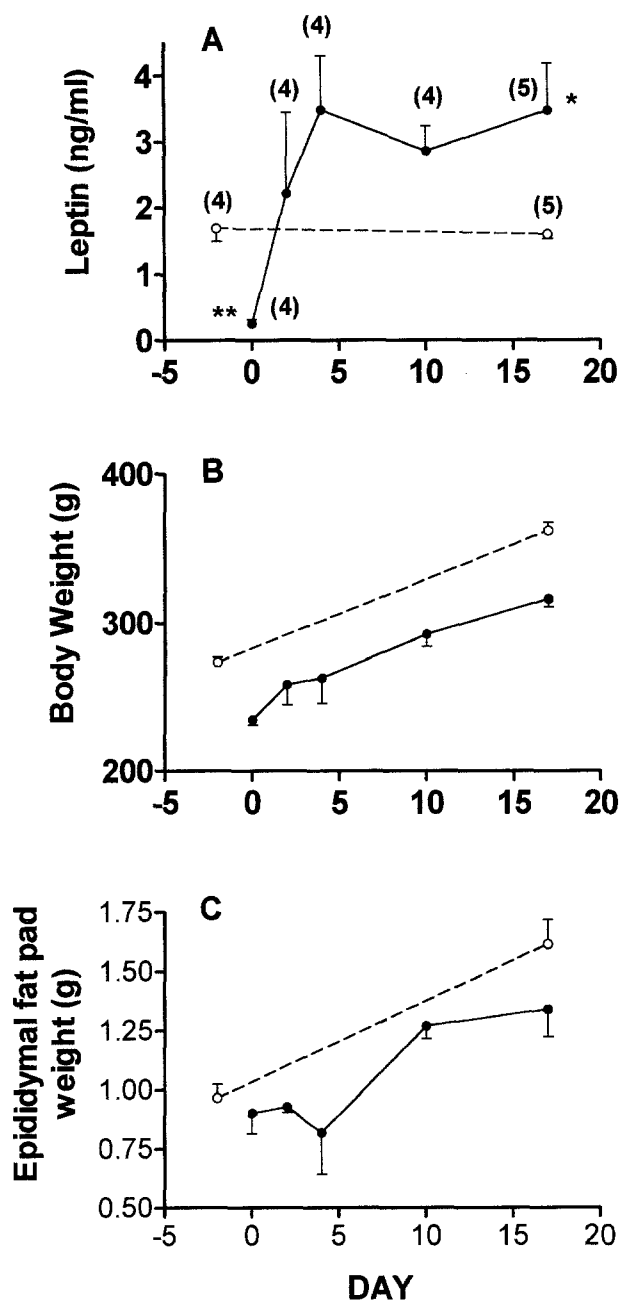 A
(4)
(4)
(4)
(5)
*
(4)
(5)
**
(4)
Leptin (ng/ml)
4
3
2
1
0
-5 0 5 10 15 20
B
Body Weight (g)
400
300
200
-5 0 5 10 15 20
C
Epididymal fat pad
weight (g)
1.75
1.50
1.25
1.00
0.75
0.50
-5 0 5 10 15 20
DAY